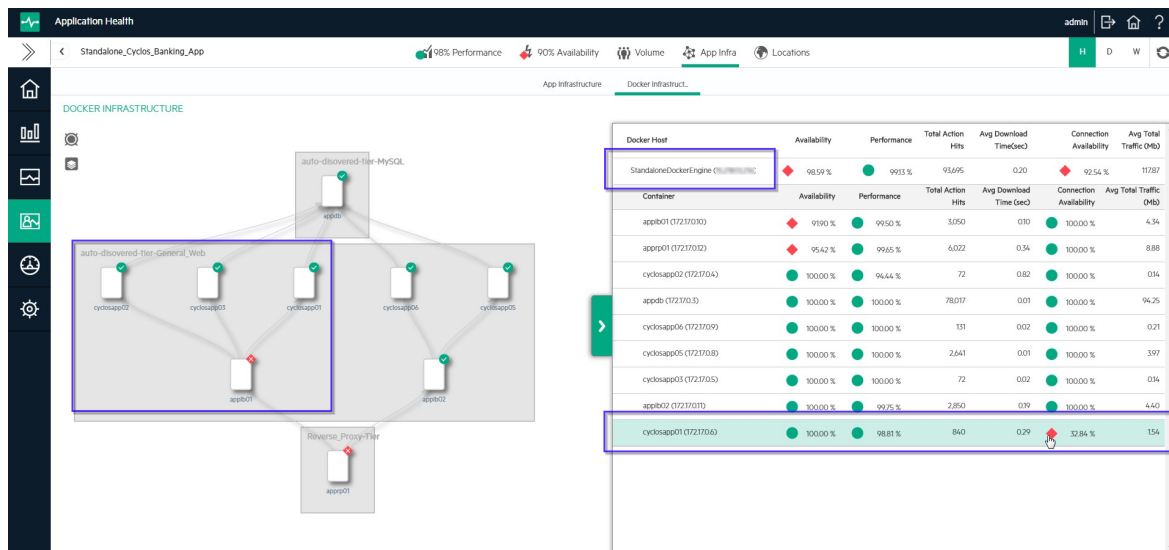 Application Health
admin
?
Standalone_Cyclos_Banking_App
98% Performance
90% Availability
Volume
App Infra
Locations
H
D
W
App Infrastructure
Docker Infrastruct...
DOCKER INFRASTRUCTURE
auto-disovered-tier-MySQL
appdb
auto-disovered-tier-General_Web
cyclosapp02
cyclosapp03
cyclosapp01
cyclosapp06
cyclosapp05
applb01
applb02
Reverse_Proxy-Tier
apprp01
Docker Host Availability Performance Total Action Hits Avg Download Time(sec) Connection Availability Avg Total Traffic (Mb)
StandaloneDockerEngine ( 98.59 % 99.13 % 93,695 0.20 92.54 % 117.87
Container Availability Performance Total Action Hits Avg Download Time (sec) Connection Availability Avg Total Traffic (Mb)
applb01 (172.17.0.10) 91.90 % 99.50 % 3,050 0.10 100.00 % 4.34
apprp01 (172.17.0.12) 95.42 % 99.65 % 6,022 0.34 100.00 % 8.88
cyclosapp02 (172.17.0.4) 100.00 % 94.44 % 72 0.82 100.00 % 0.14
appdb (172.17.0.3) 100.00 % 100.00 % 78,017 0.01 100.00 % 94.25
cyclosapp06 (172.17.0.9) 100.00 % 100.00 % 131 0.02 100.00 % 0.21
cyclosapp05 (172.17.0.8) 100.00 % 100.00 % 2,641 0.01 100.00 % 3.97
cyclosapp03 (172.17.0.5) 100.00 % 100.00 % 72 0.02 100.00 % 0.14
applb02 (172.17.0.11) 100.00 % 99.75 % 2,850 0.19 100.00 % 4.40
cyclosapp01 (172.17.0.6) 100.00 % 98.81 % 840 0.29 32.84 % 1.54